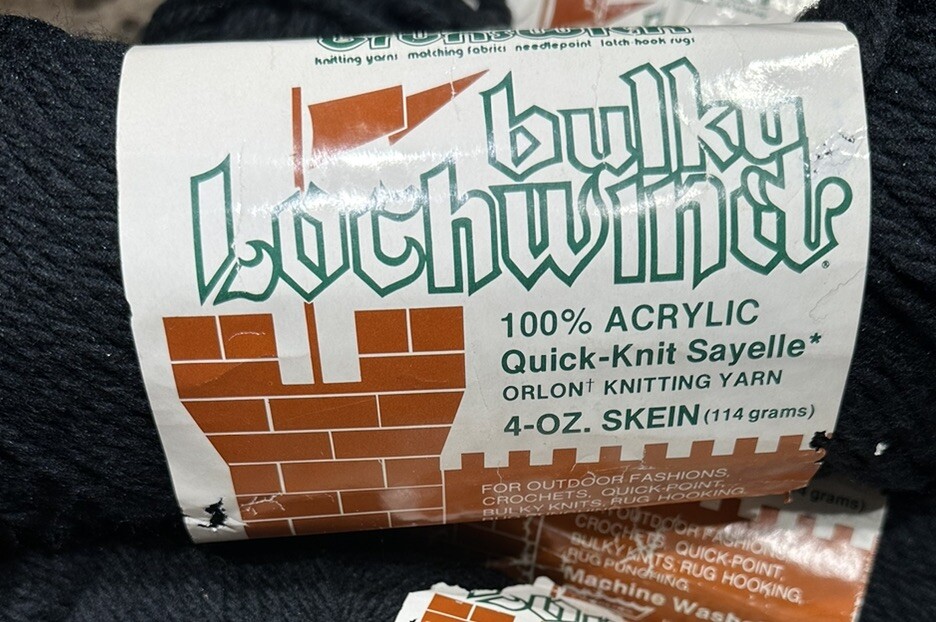 knitting yarns matching fabrics needlepoint latch-hook rugs
bulky
Lochwind®
100% ACRYLIC
Quick-Knit Sayelle*
ORLON† KNITTING YARN
4-OZ. SKEIN (114 grams)
FOR OUTDOOR FASHIONS,
CROCHETS, QUICK-POINT,
BULKY KNITS, RUG HOOKING
grams)
OUTDOOR FASHIONS,
CROCHETS, QUICK-POINT,
BULKY KNITS, RUG HOOKING,
RUG PUNCHING.
Machine